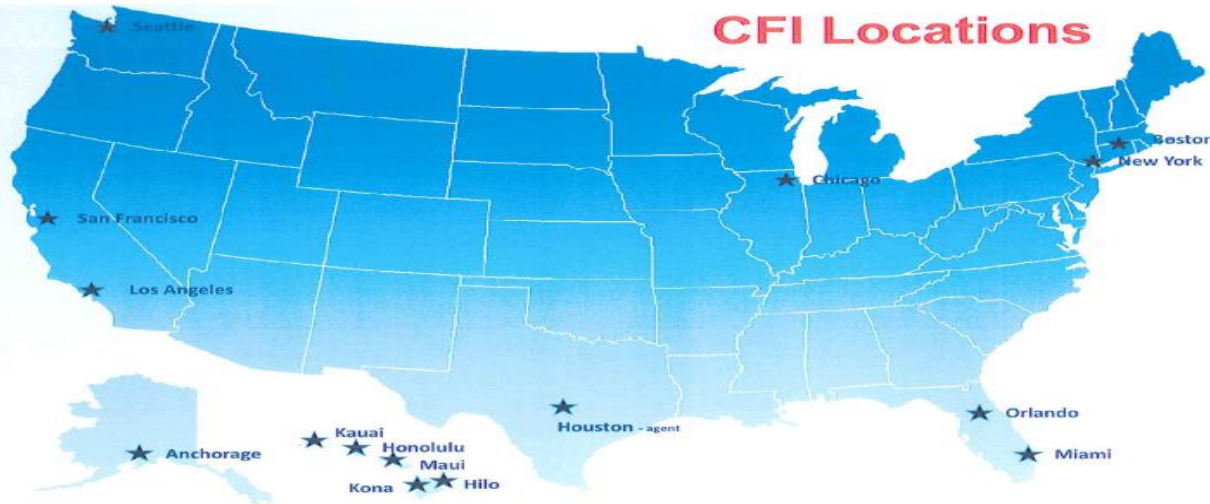 CFI Locations
Seattle
Boston
New York
Chicago
San Francisco
Los Angeles
Orlando
Houston - agent
Kauai
Honolulu
Anchorage
Miami
Maui
Kona
Hilo